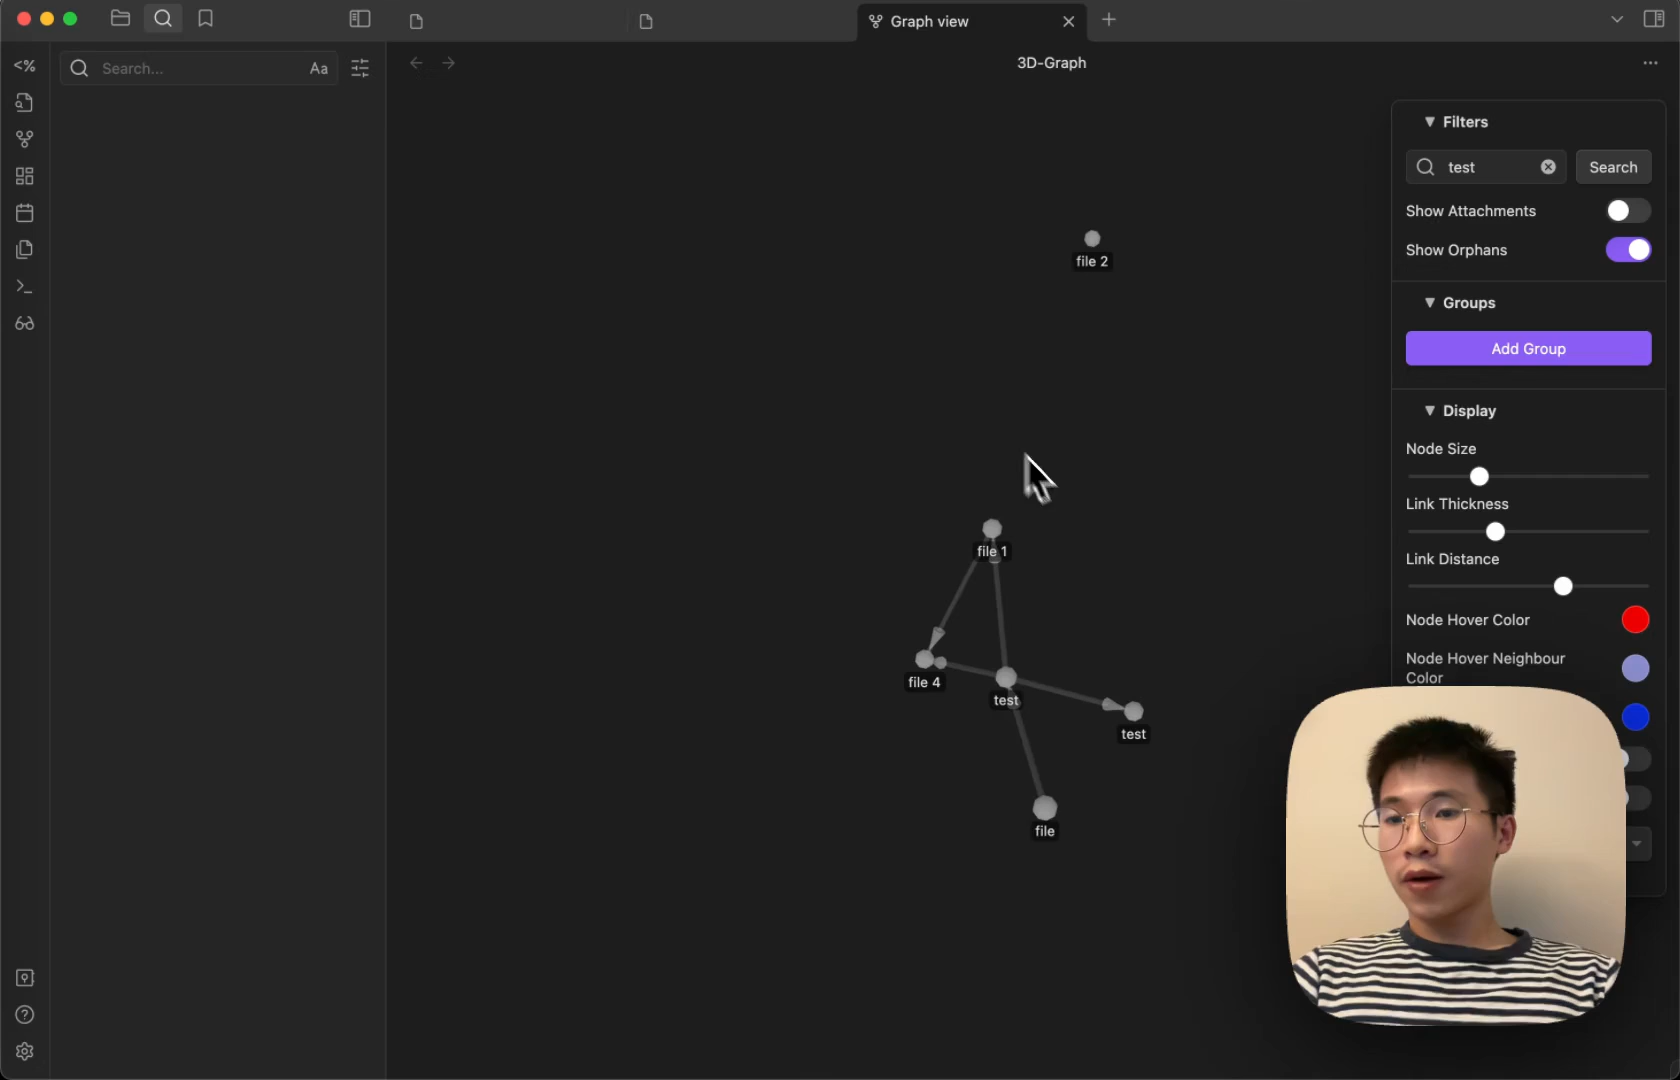 Graph view
<%
Search...
Aa
3D-Graph
Filters
test
Search
Show Attachments
Show Orphans
Groups
Add Group
Display
Node Size
Link Thickness
Link Distance
Node Hover Color
Node Hover Neighbour
Color
file 2
file 1
file 4
test
test
file